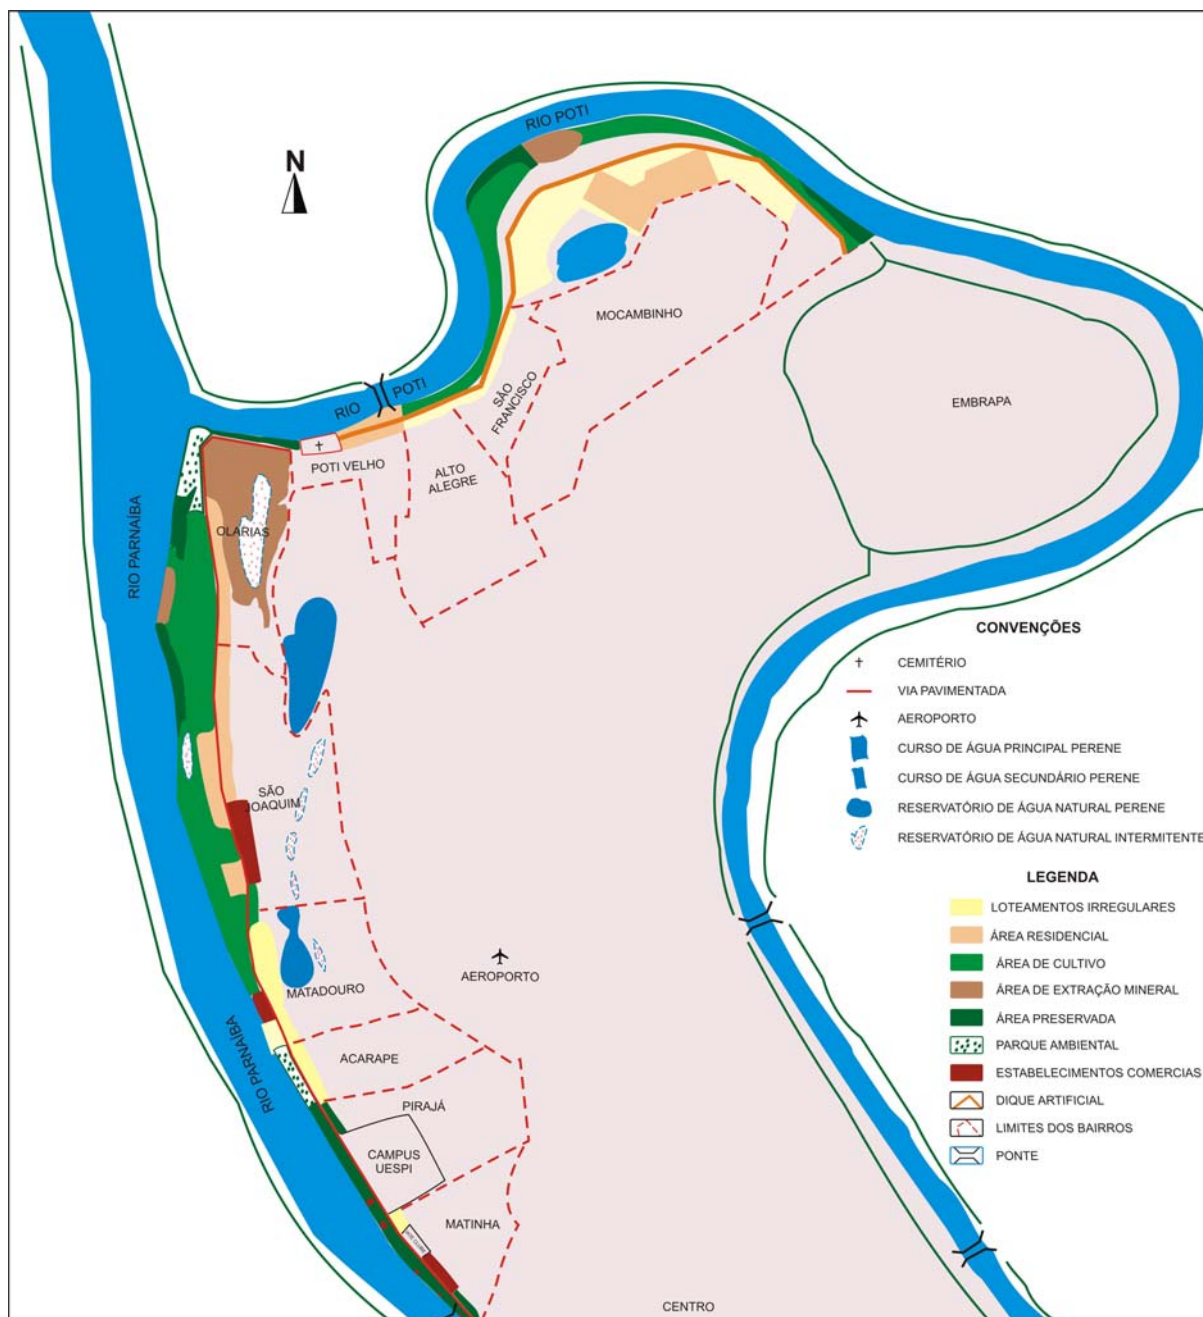 RIO POTI
N
MOCAMBINHO
SÃO
FRANCISCO
EMBRAPA
RIO POTI
POTI VELHO
ALTO
ALEGRE
OLARIAS
RIO PARNAÍBA
SÃO
JOAQUIM
MATADOURO
AEROPORTO
RIO PARNAÍBA
ACARAPE
PIRAJÁ
CAMPUS
UESPI
MATINHA
CENTRO
CONVENÇÕES
CEMITÉRIO
VIA PAVIMENTADA
AEROPORTO
CURSO DE ÁGUA PRINCIPAL PERENE
CURSO DE ÁGUA SECUNDÁRIO PERENE
RESERVATÓRIO DE ÁGUA NATURAL PERENE
RESERVATÓRIO DE ÁGUA NATURAL INTERMITENTE
LEGENDA
LOTEAMENTOS IRREGULARES
ÁREA RESIDENCIAL
ÁREA DE CULTIVO
ÁREA DE EXTRAÇÃO MINERAL
ÁREA PRESERVADA
PARQUE AMBIENTAL
ESTABELECIMENTOS COMERCIAS
DIQUE ARTIFICIAL
LIMITES DOS BAIRROS
PONTE